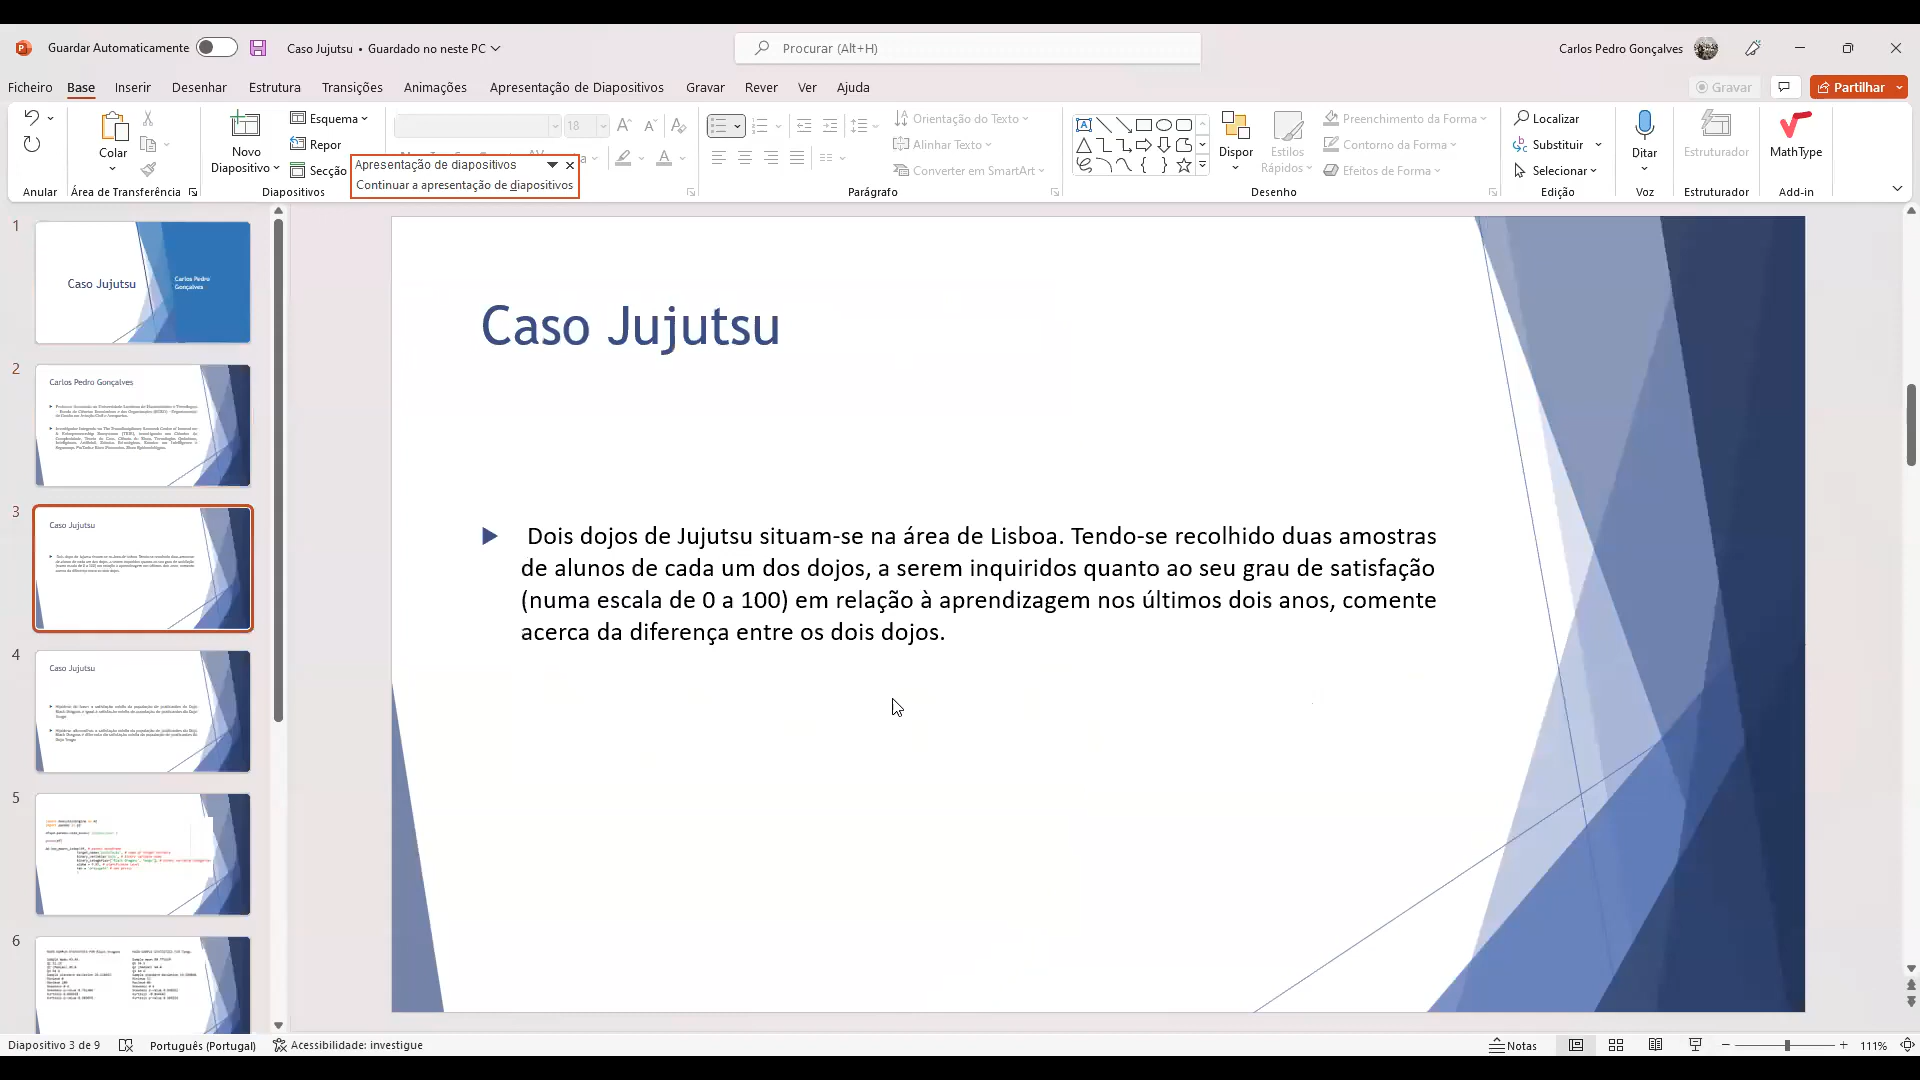 Guardar Automaticamente
Caso Jujutsu • Guardado no neste PC
Procurar (Alt+H)
Carlos Pedro Gonçalves
Ficheiro Base Inserir Desenhar Estrutura Transições Animações Apresentação de Diapositivos Gravar Rever Ver Ajuda
Gravar
Partilhar
Colar
Novo
Diapositivo
Esquema
Repor
Secção
18
Apresentação de diapositivos
Continuar a apresentação de diapositivos
Orientação do Texto
Alinhar Texto
Converter em SmartArt
Dispor
Estilos
Rápidos
Preenchimento da Forma
Contorno da Forma
Efeitos de Forma
Localizar
Substituir
Selecionar
Ditar
Estruturador
MathType
Anular
Área de Transferência
Diapositivos
Parágrafo
Desenho
Edição
Voz
Estruturador
Add-in
1
Caso Jujutsu
Carlos Pedro
Gonçalves
2
Carlos Pedro Gonçalves
3
Caso Jujutsu
4
Caso Jujutsu
5
6
Caso Jujutsu
Dois dojos de Jujutsu situam-se na área de Lisboa. Tendo-se recolhido duas amostras
de alunos de cada um dos dojos, a serem inquiridos quanto ao seu grau de satisfação
(numa escala de 0 a 100) em relação à aprendizagem nos últimos dois anos, comente
acerca da diferença entre os dois dojos.
Diapositivo 3 de 9
Português (Portugal)
Acessibilidade: investigue
Notas
111%